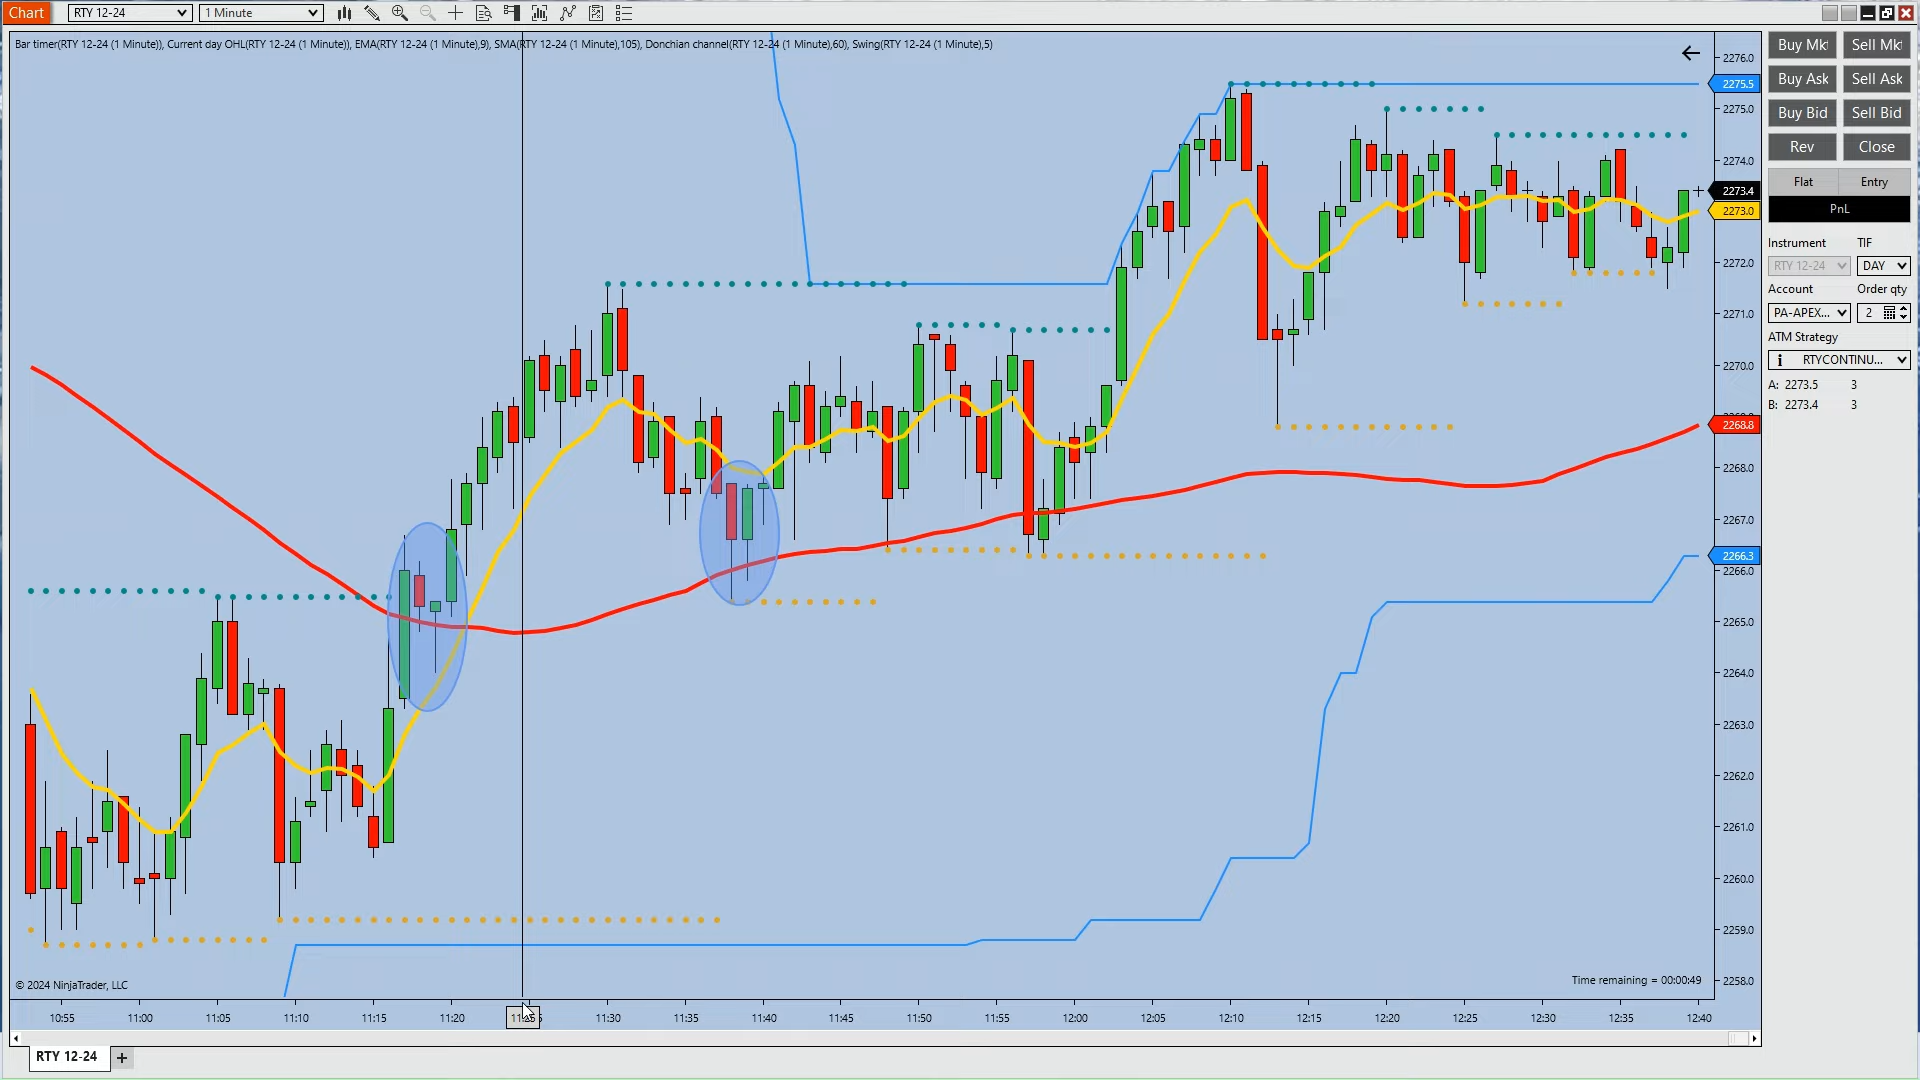 Chart RTY 12-24 1 Minute
Bar timer(RTY 12-24 (1 Minute)), Current day OHL(RTY 12-24 (1 Minute)), EMA(RTY 12-24 (1 Minute),9), SMA(RTY 12-24 (1 Minute),105), Donchian channel(RTY 12-24 (1 Minute),60), Swing(RTY 12-24 (1 Minute),5)
2276.0
2275.5
2275.0
2274.0
2273.4
2273.0
2272.0
2271.0
2270.0
2268.8
2268.0
2267.0
2266.3
2266.0
2265.0
2264.0
2263.0
2262.0
2261.0
2260.0
2259.0
2258.0
Buy Mkt Sell Mkt
Buy Ask Sell Ask
Buy Bid Sell Bid
Rev Close
Flat Entry
PnL
Instrument TIF
RTY 12-24 DAY
Account Order qty
PA-APEX... 2
ATM Strategy
RTYCONTINU...
A: 2273.5 3
B: 2273.4 3
© 2024 NinjaTrader, LLC
Time remaining = 00:00:49
10:55 11:00 11:05 11:10 11:15 11:20 11:30 11:35 11:40 11:45 11:50 11:55 12:00 12:05 12:10 12:15 12:20 12:25 12:30 12:35 12:40
RTY 12-24 +